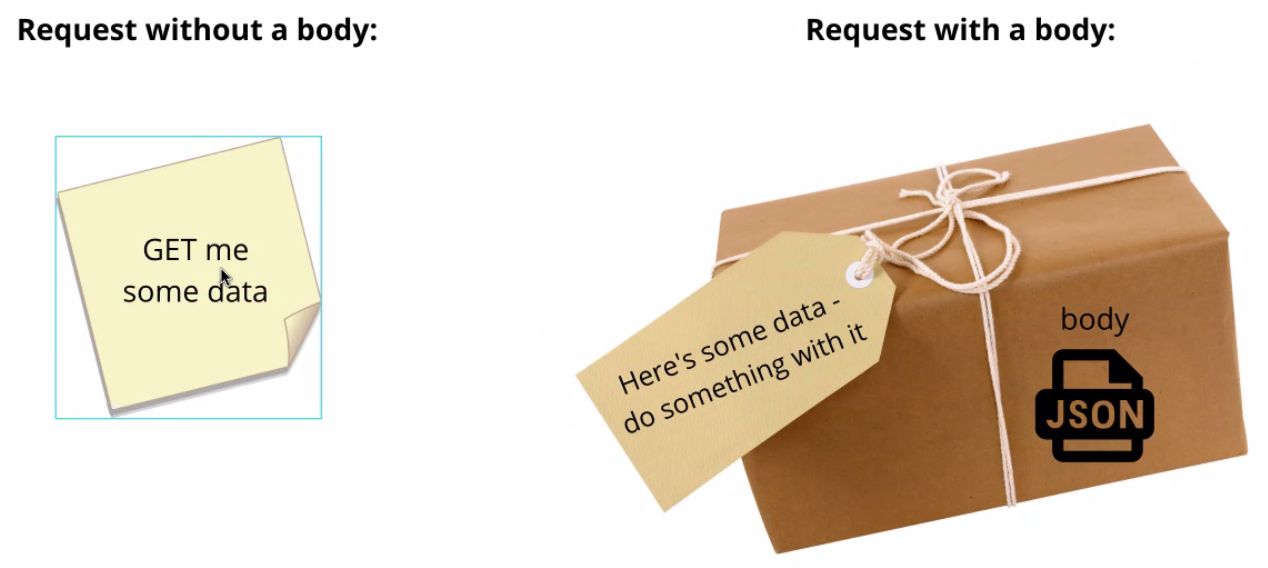 Request without a body:
Request with a body:
GET me
some data
Here's some data -
do something with it
body
JSON